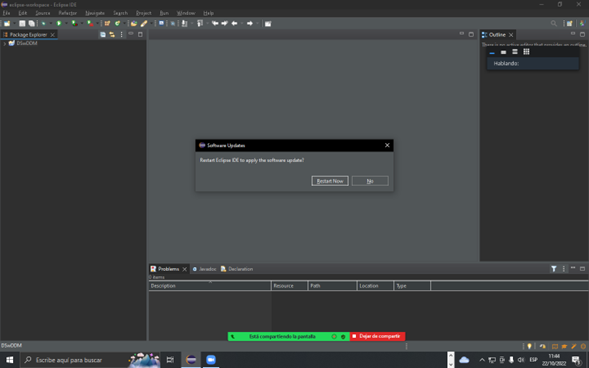 eclipse-workspace - Eclipse IDE
File Edit Source Refactor Navigate Search Project Run Window Help
Package Explorer
Outline
DSeOOM
There is no active editor that provides an outline.
Hablando:
Software Updates
Restart Eclipse IDE to apply the software update?
Restart Now
No
Problems
Javadoc
Declaration
0 items
Description Resource Path Location Type
Está compartiendo la pantalla
Dejar de compartir
DSeOOM
Escribe aquí para buscar
ESP
11:44
22/10/2022